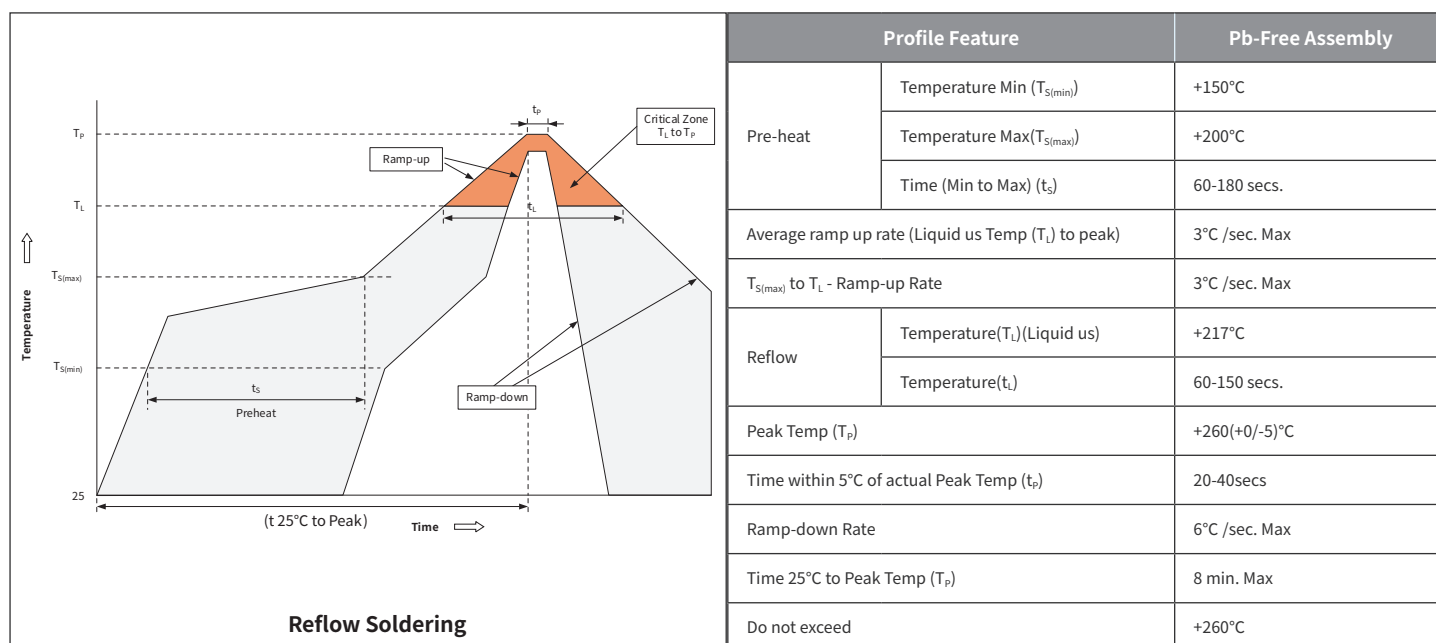 tP
Critical Zone
TL to TP
TP
Ramp-up
TL
tL
Temperature
TS(max)
TS(min)
tS
Preheat
Ramp-down
25
(t 25°C to Peak)
Time
Reflow Soldering
Profile Feature Pb-Free Assembly
Pre-heat
Temperature Min (TS(min)) +150°C
Temperature Max(TS(max)) +200°C
Time (Min to Max) (tS) 60-180 secs.
Average ramp up rate (Liquid us Temp (TL) to peak) 3°C /sec. Max
TS(max) to TL - Ramp-up Rate 3°C /sec. Max
Reflow
Temperature(TL)(Liquid us) +217°C
Temperature(tL) 60-150 secs.
Peak Temp (TP) +260(+0/-5)°C
Time within 5°C of actual Peak Temp (tP) 20-40secs
Ramp-down Rate 6°C /sec. Max
Time 25°C to Peak Temp (TP) 8 min. Max
Do not exceed +260°C